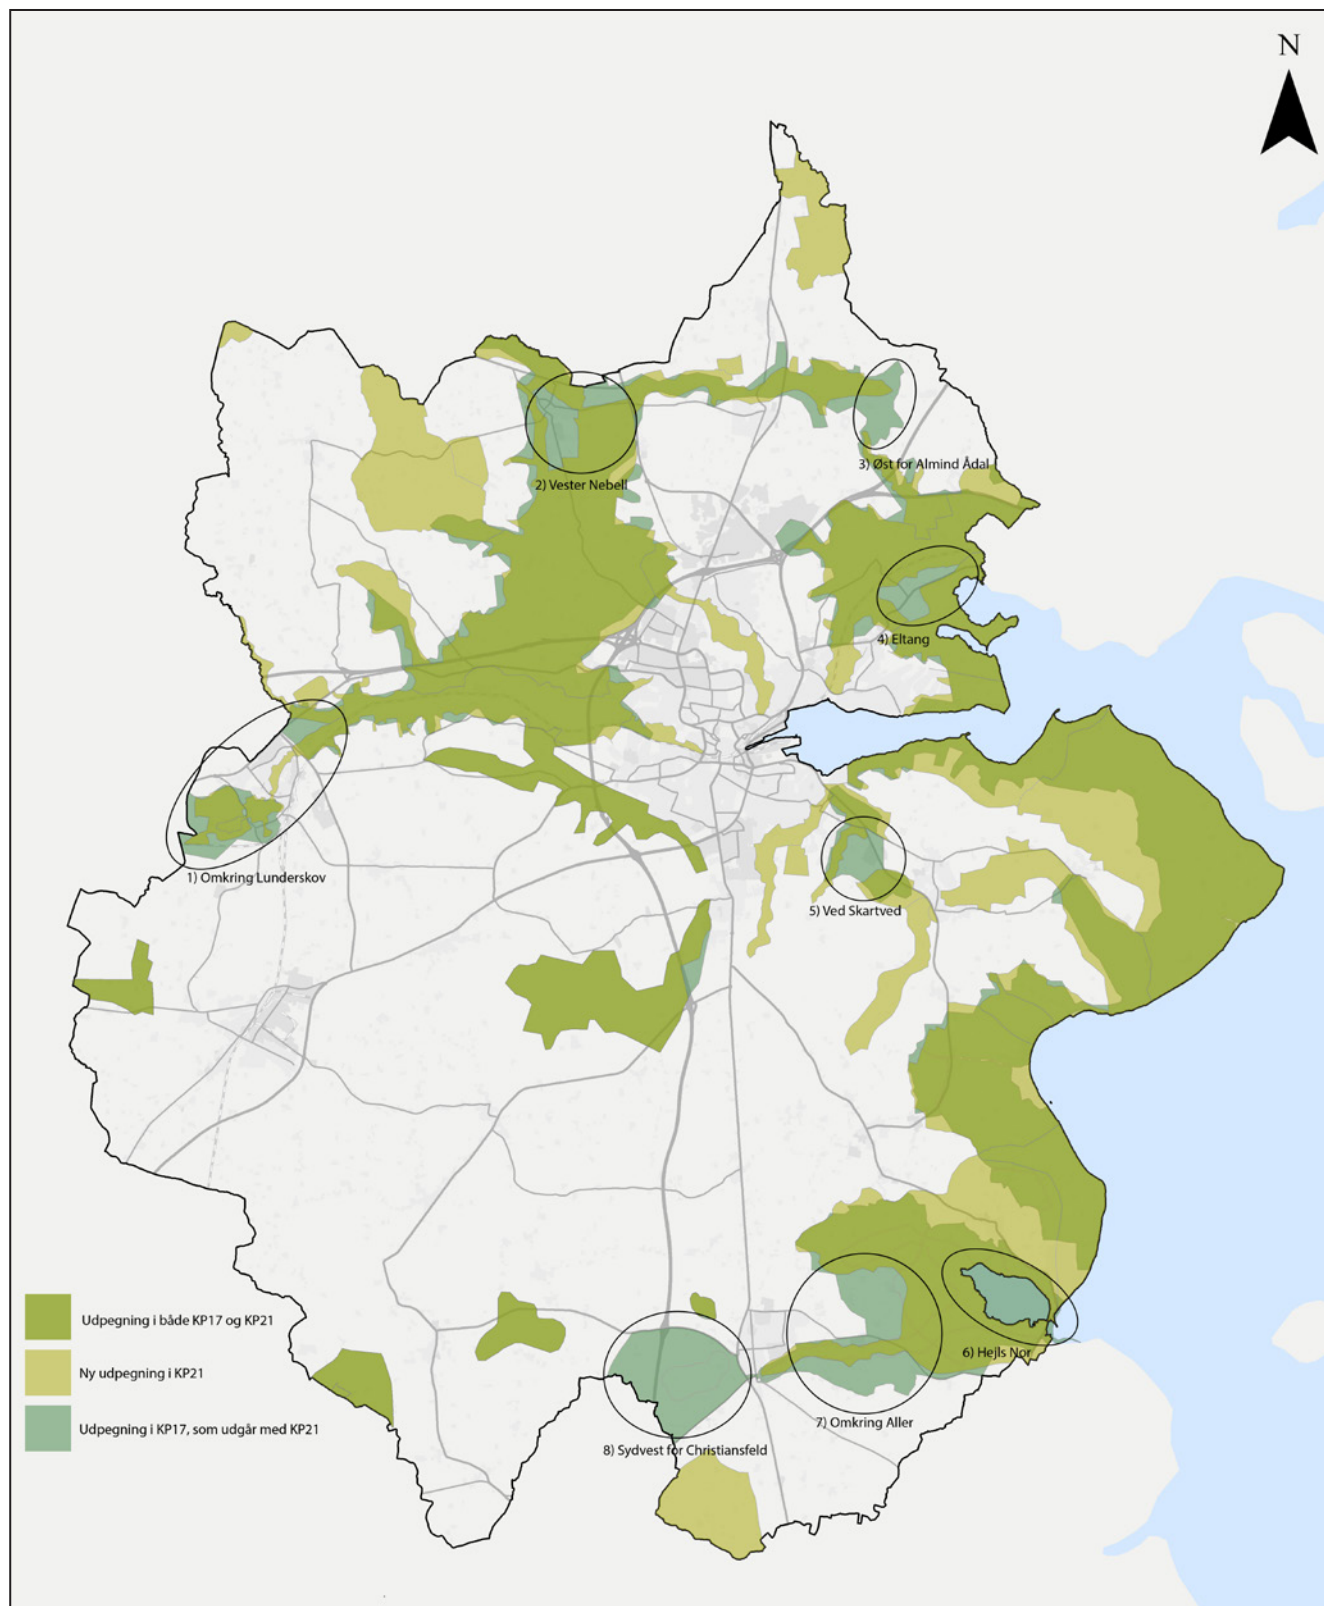 N
2) Vester Nebell
3) Øst for Almind Ådal
4) Eltang
1) Omkring Lunderskov
5) Ved Skartved
Udpegning i både KP17 og KP21
6) Hejls Nor
Ny udpegning i KP21
7) Omkring Aller
Udpegning i KP17, som udgår med KP21
8) Sydvest for Christiansfeld